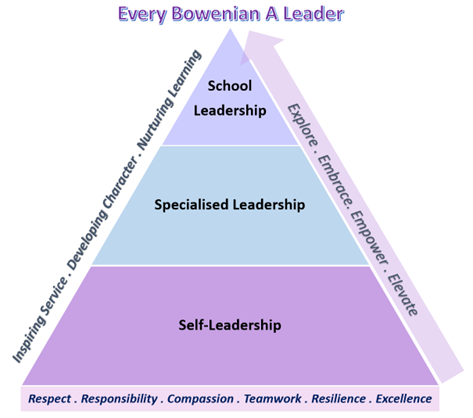 Every Bowenian A Leader
School
Leadership
Specialised Leadership
Self-Leadership
Inspiring Service . Developing Character . Nurturing Learning
Explore . Embrace. Empower . Elevate
Respect . Responsibility . Compassion . Teamwork . Resilience . Excellence